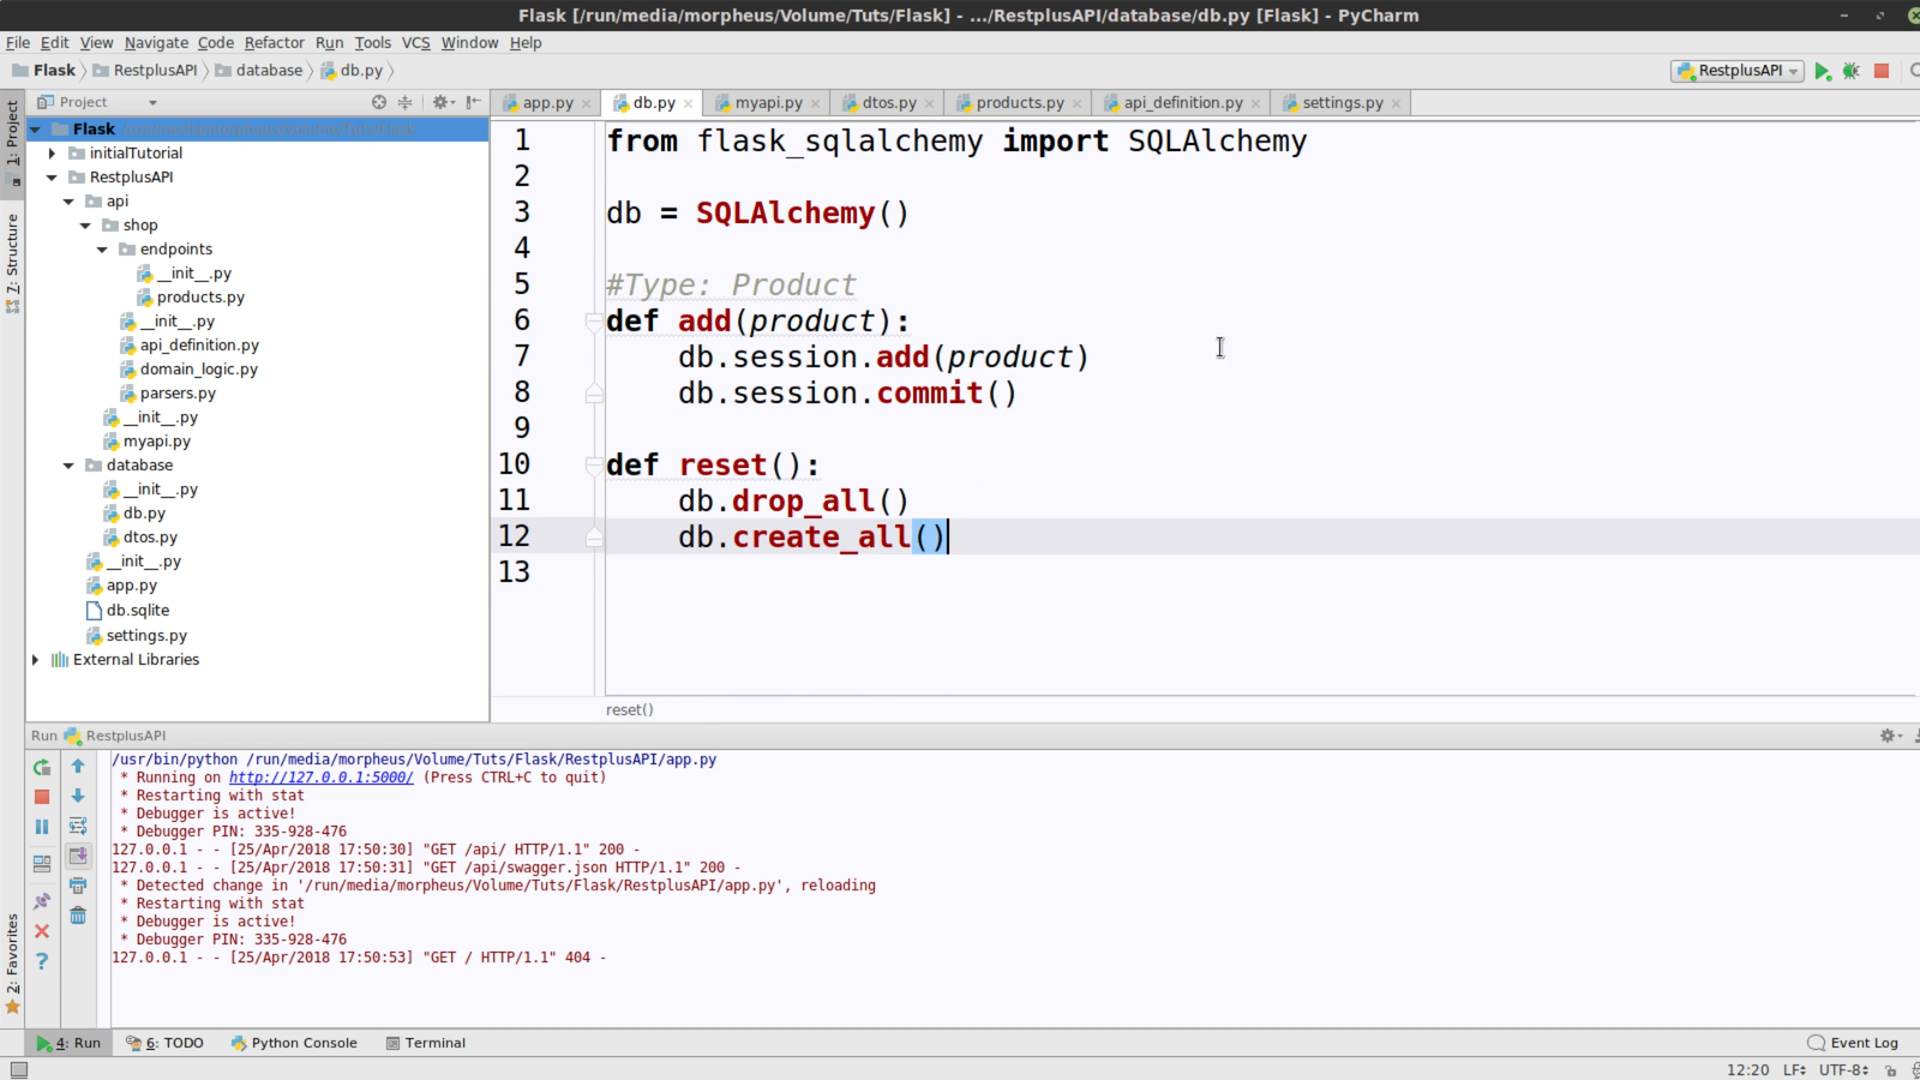 Flask [/run/media/morpheus/Volume/Tuts/Flask] - .../RestplusAPI/database/db.py [Flask] - PyCharm
File Edit View Navigate Code Refactor Run Tools VCS Window Help
Flask RestplusAPI database db.py
RestplusAPI
Project
app.py db.py myapi.py dtos.py products.py api_definition.py settings.py
1: Project
7: Structure
2: Favorites
Flask /run/media/morpheus/Volume/Tuts/Flask
initialTutorial
RestplusAPI
api
shop
endpoints
__init__.py
products.py
__init__.py
api_definition.py
domain_logic.py
parsers.py
__init__.py
myapi.py
database
__init__.py
db.py
dtos.py
__init__.py
app.py
db.sqlite
settings.py
External Libraries
1 from flask_sqlalchemy import SQLAlchemy
2
3 db = SQLAlchemy()
4
5 #Type: Product
6 def add(product):
7     db.session.add(product)
8     db.session.commit()
9
10 def reset():
11     db.drop_all()
12     db.create_all()
13
reset()
Run RestplusAPI
/usr/bin/python /run/media/morpheus/Volume/Tuts/Flask/RestplusAPI/app.py
 * Running on http://127.0.0.1:5000/ (Press CTRL+C to quit)
 * Restarting with stat
 * Debugger is active!
 * Debugger PIN: 335-928-476
127.0.0.1 - - [25/Apr/2018 17:50:30] "GET /api/ HTTP/1.1" 200 -
127.0.0.1 - - [25/Apr/2018 17:50:31] "GET /api/swagger.json HTTP/1.1" 200 -
 * Detected change in '/run/media/morpheus/Volume/Tuts/Flask/RestplusAPI/app.py', reloading
 * Restarting with stat
 * Debugger is active!
 * Debugger PIN: 335-928-476
127.0.0.1 - - [25/Apr/2018 17:50:53] "GET / HTTP/1.1" 404 -
4: Run 6: TODO Python Console Terminal Event Log
12:20 LF UTF-8